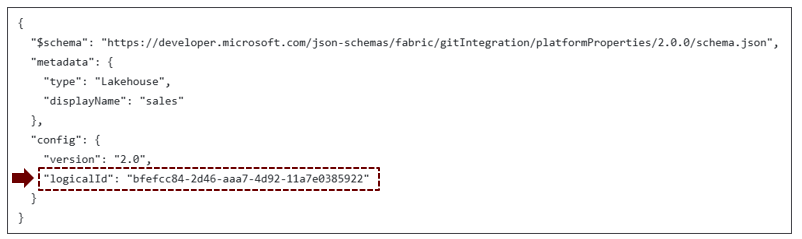 {
"$schema": "https://developer.microsoft.com/json-schemas/fabric/gitIntegration/platformProperties/2.0.0/schema.json",
"metadata": {
"type": "Lakehouse",
"displayName": "sales"
},
"config": {
"version": "2.0",
"logicalId": "bfefcc84-2d46-aaa7-4d92-11a7e0385922"
}
}